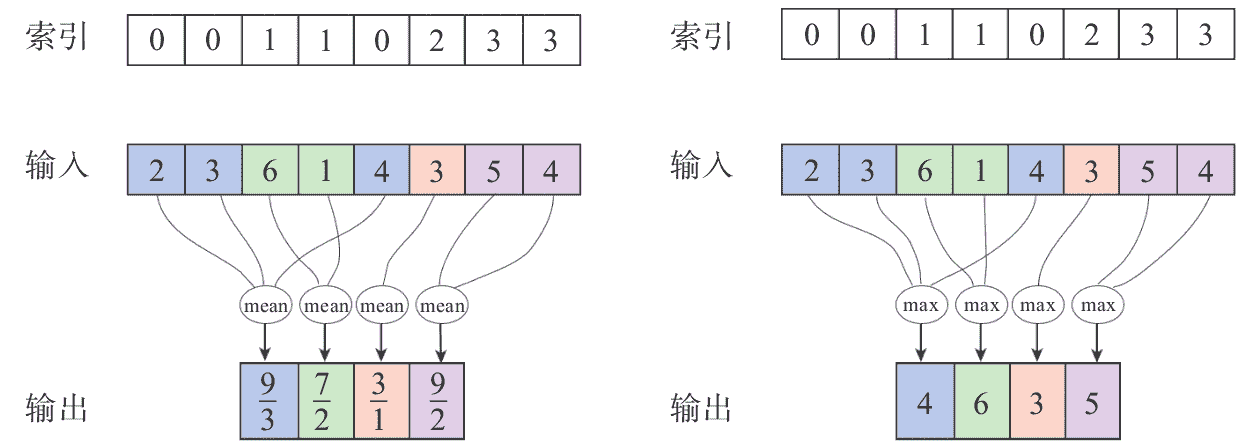 索引 0 0 1 1 0 2 3 3
输入 2 3 6 1 4 3 5 4
mean mean mean mean
输出 9/3 7/2 3/1 9/2
索引 0 0 1 1 0 2 3 3
输入 2 3 6 1 4 3 5 4
max max max max
输出 4 6 3 5